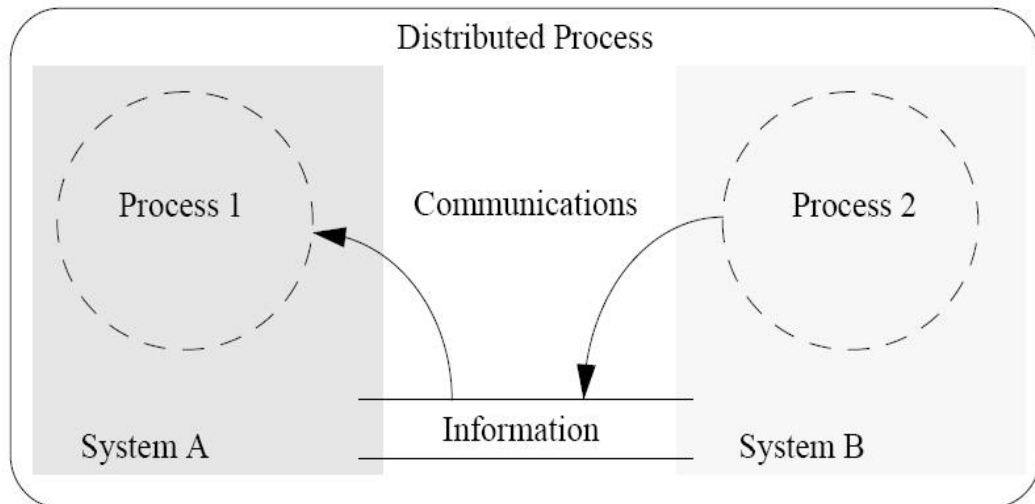 Distributed Process
Process 1
Communications
Process 2
Information
System A
System B